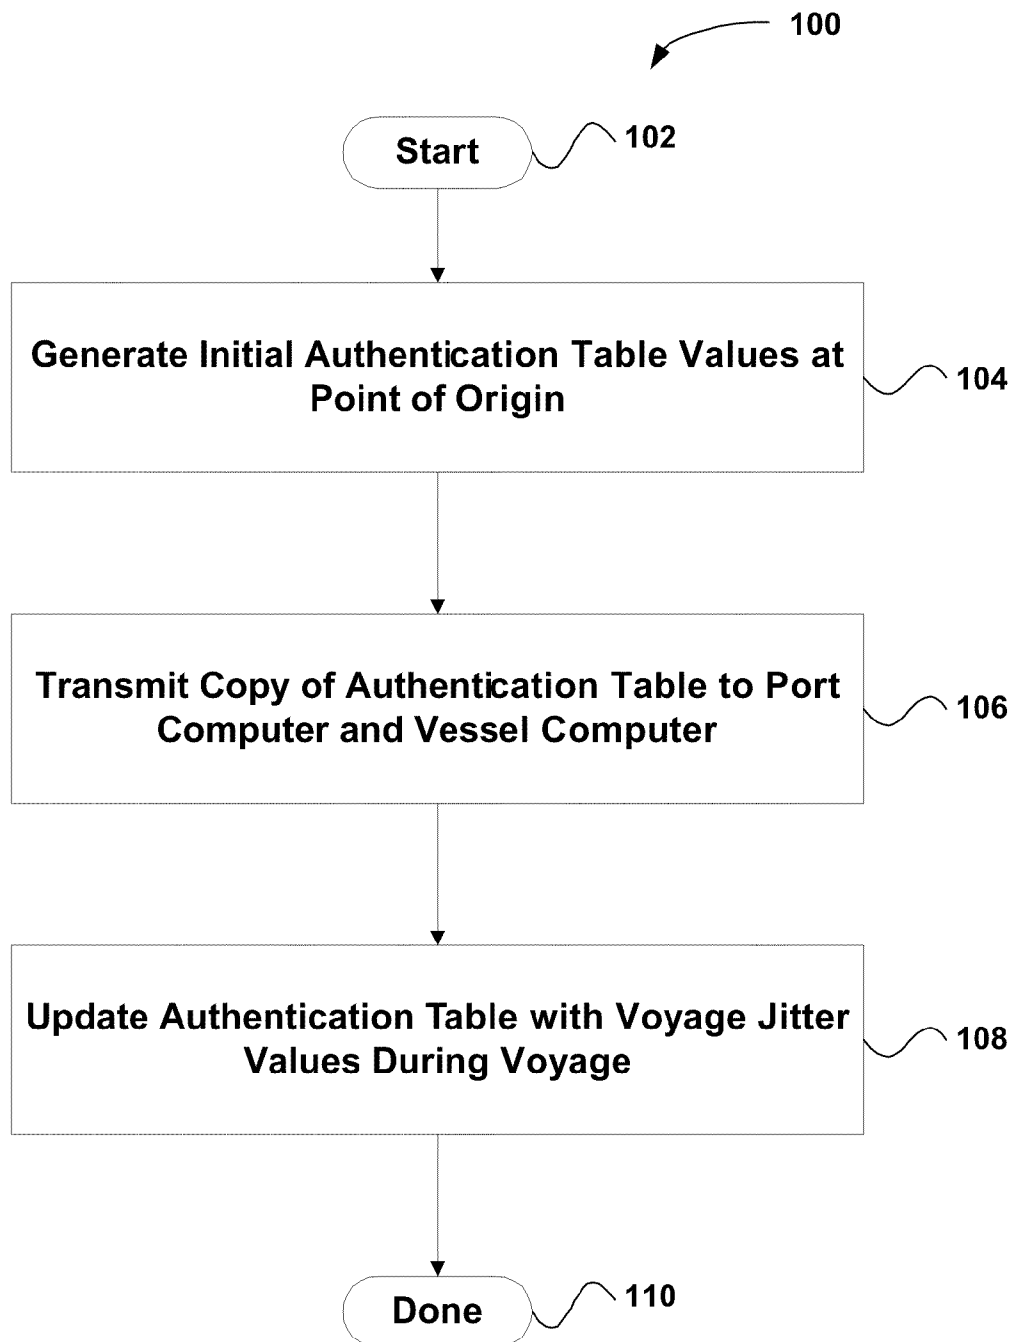 100
Start
102
Generate Initial Authentication Table Values at
Point of Origin
104
Transmit Copy of Authentication Table to Port
Computer and Vessel Computer
106
Update Authentication Table with Voyage Jitter
Values During Voyage
108
Done
110